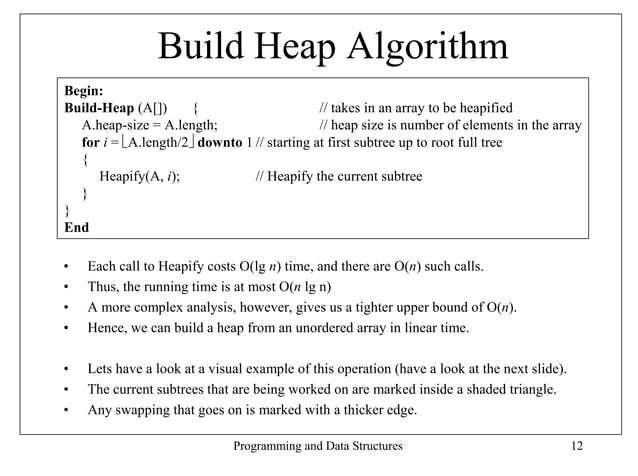 Build Heap Algorithm
Begin:
Build-Heap (A[]) { // takes in an array to be heapified
A.heap-size = A.length; // heap size is number of elements in the array
for i = ⌊A.length/2⌋ downto 1 // starting at first subtree up to root full tree
{
Heapify(A, i); // Heapify the current subtree
}
}
End
• Each call to Heapify costs O(lg n) time, and there are O(n) such calls.
• Thus, the running time is at most O(n lg n)
• A more complex analysis, however, gives us a tighter upper bound of O(n).
• Hence, we can build a heap from an unordered array in linear time.
• Lets have a look at a visual example of this operation (have a look at the next slide).
• The current subtrees that are being worked on are marked inside a shaded triangle.
• Any swapping that goes on is marked with a thicker edge.
Programming and Data Structures 12